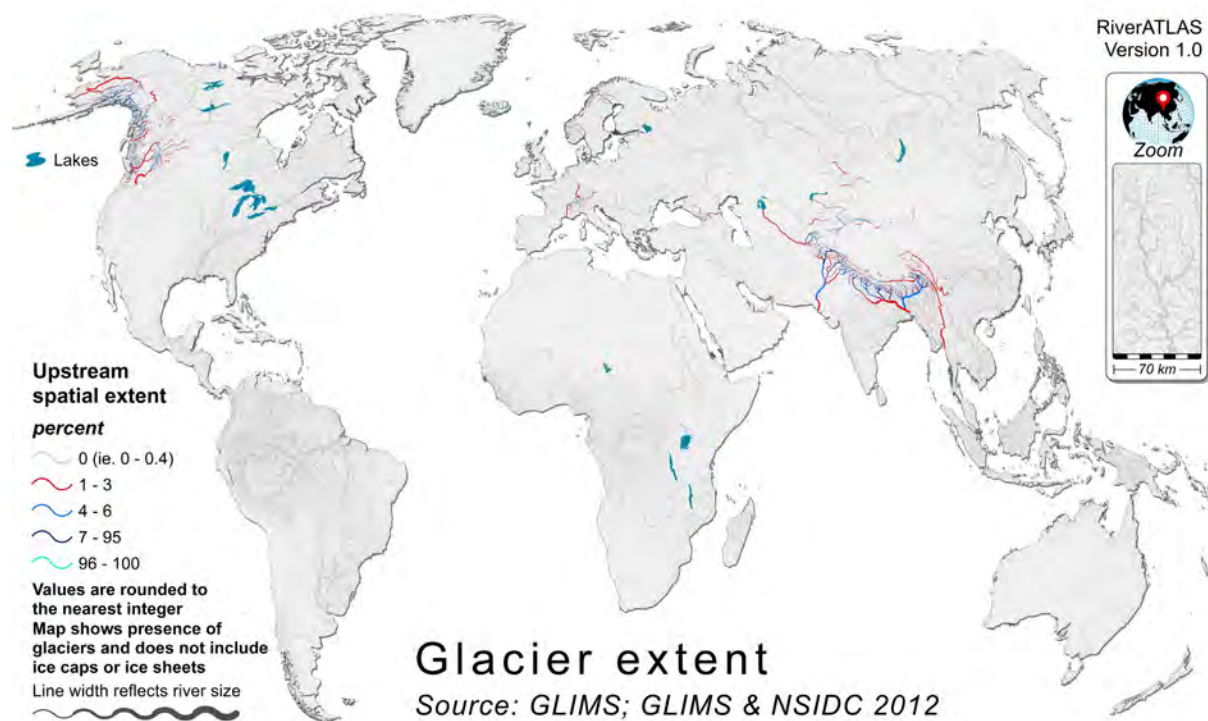 RiverATLAS
Version 1.0
Zoom
70 km
Lakes
Upstream
spatial extent
percent
0 (ie. 0 - 0.4)
1 - 3
4 - 6
7 - 95
96 - 100
Values are rounded to
the nearest integer
Map shows presence of
glaciers and does not include
ice caps or ice sheets
Line width reflects river size
Glacier extent
Source: GLIMS; GLIMS & NSIDC 2012